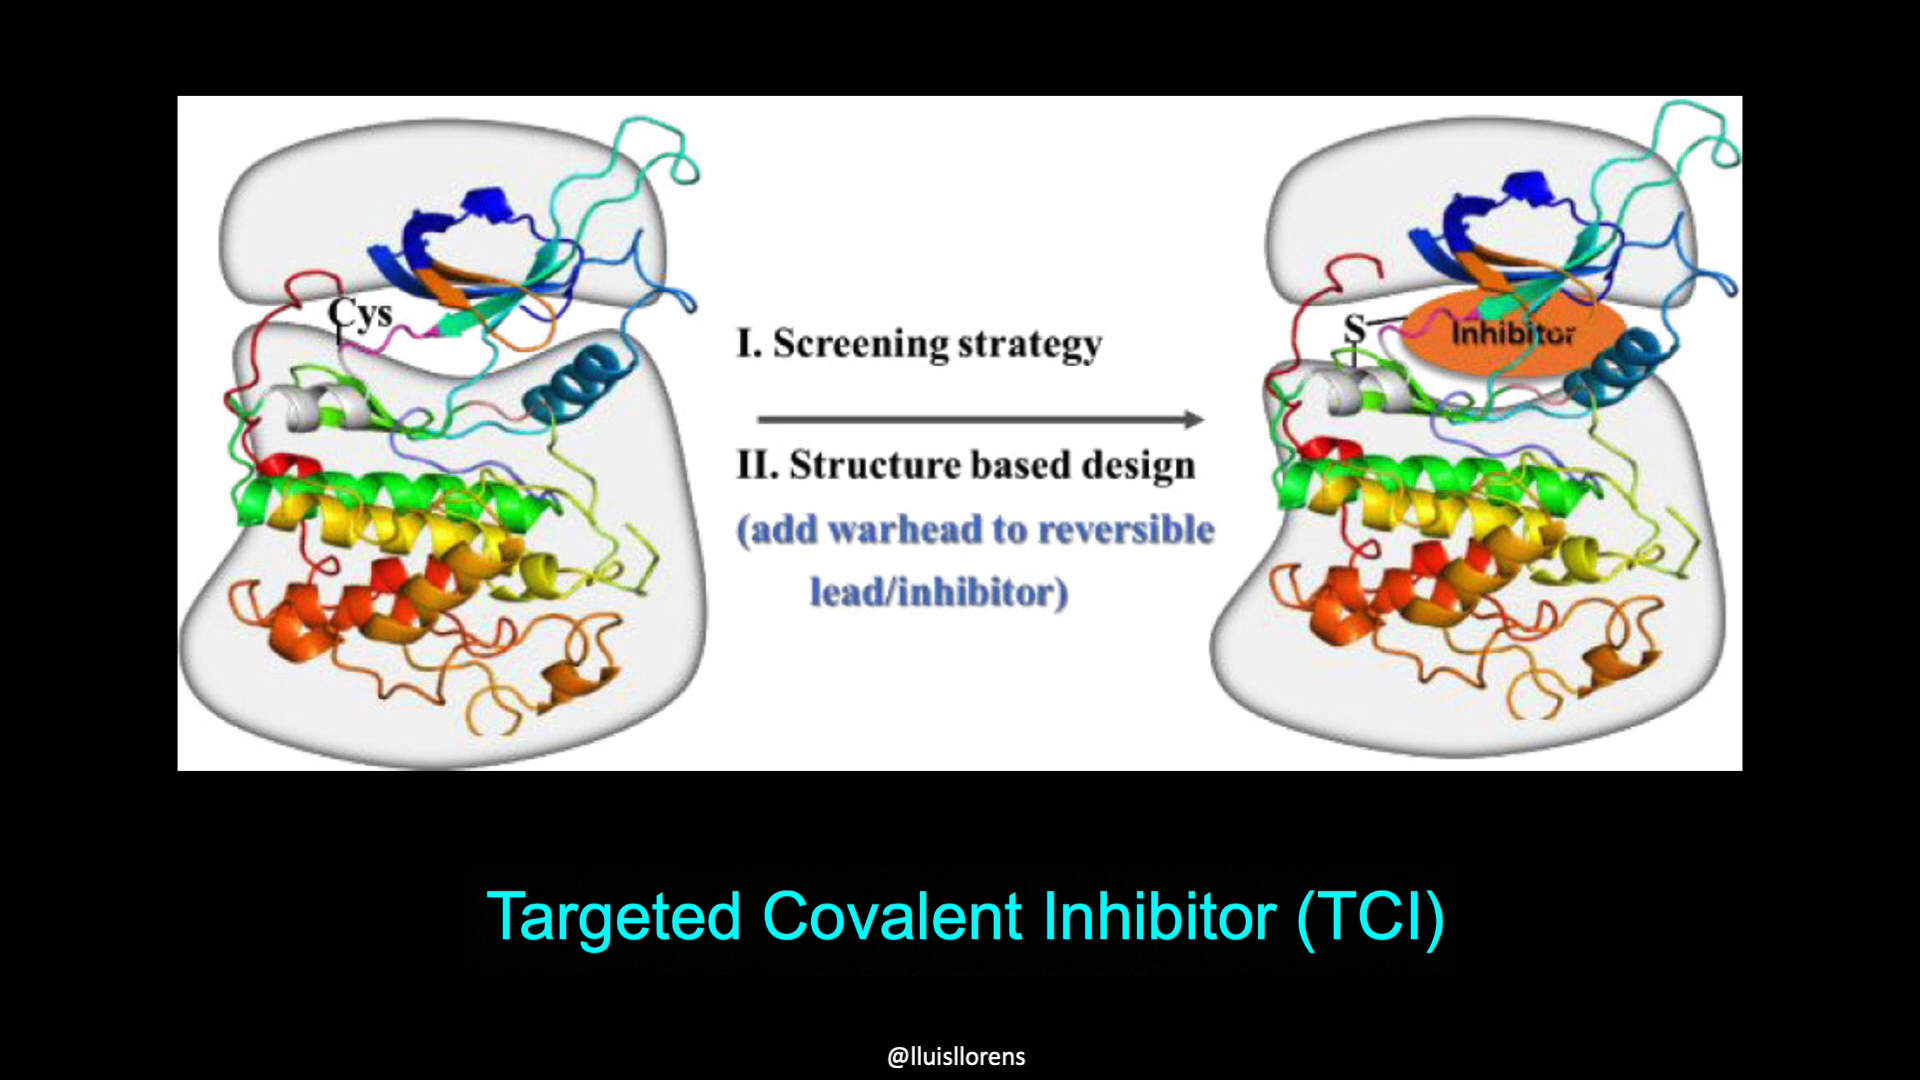 Cys
I. Screening strategy
II. Structure based design
(add warhead to reversible
lead/inhibitor)
S
Inhibitor
Targeted Covalent Inhibitor (TCI)
@lluisllorens